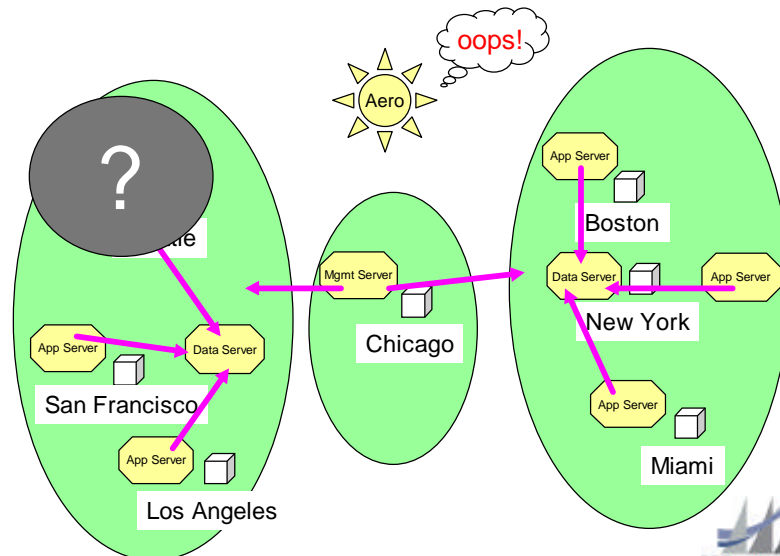 oops!
Aero
?
App Server
Boston
Mgmt Server
Data Server
App Server
Chicago
New York
App Server
Data Server
San Francisco
App Server
Miami
App Server
Los Angeles